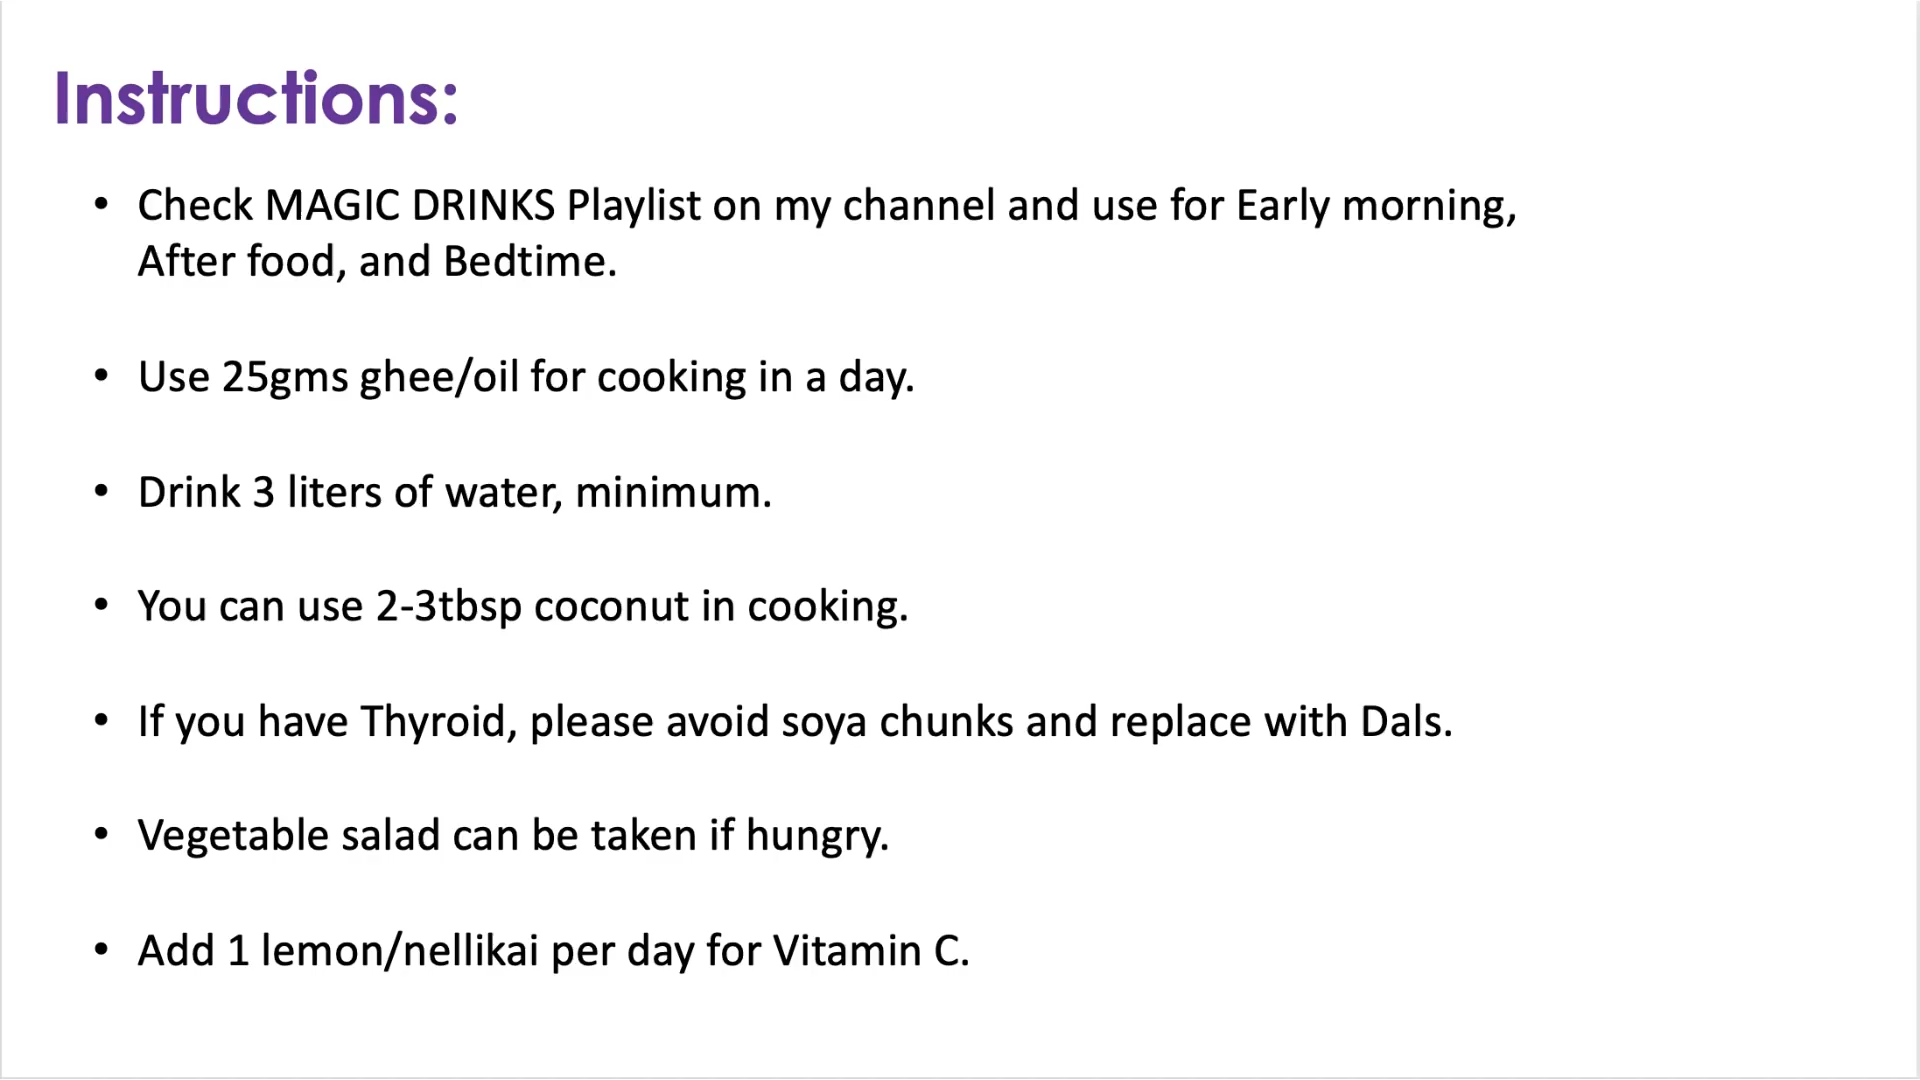 Instructions:
• Check MAGIC DRINKS Playlist on my channel and use for Early morning,
After food, and Bedtime.
• Use 25gms ghee/oil for cooking in a day.
• Drink 3 liters of water, minimum.
• You can use 2-3tbsp coconut in cooking.
• If you have Thyroid, please avoid soya chunks and replace with Dals.
• Vegetable salad can be taken if hungry.
• Add 1 lemon/nellikai per day for Vitamin C.